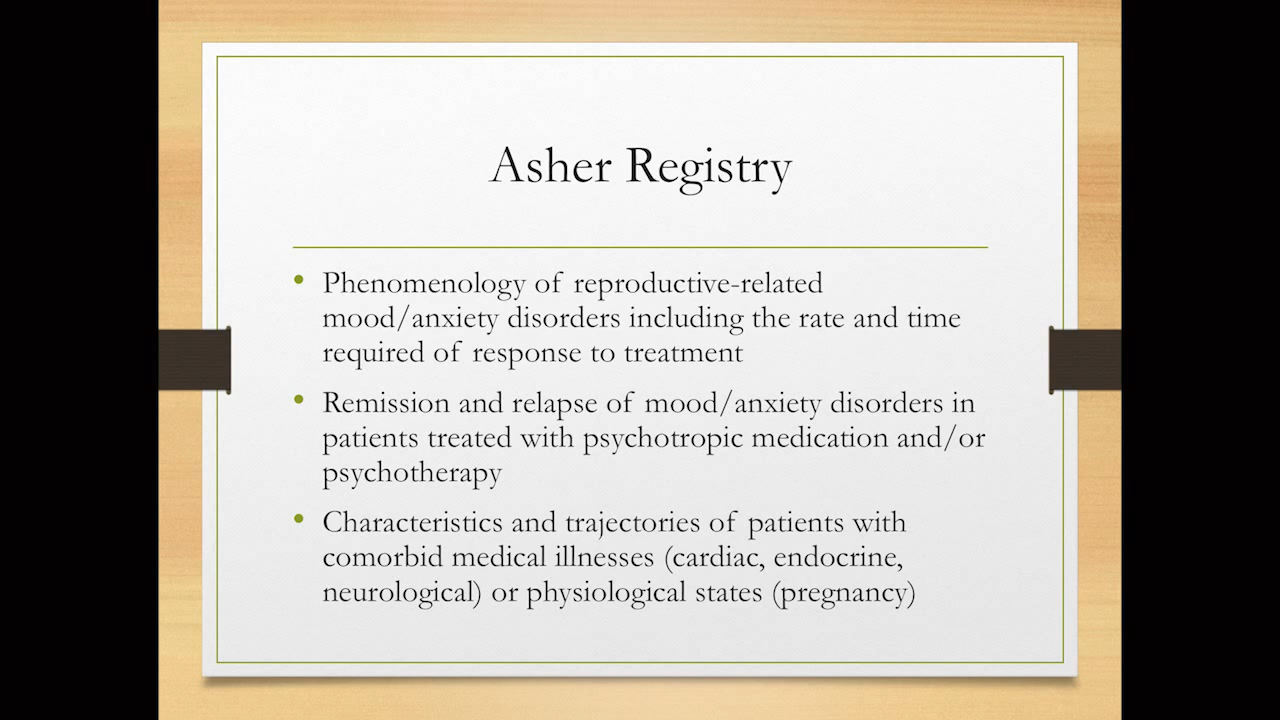 Asher Registry
• Phenomenology of reproductive-related
mood/anxiety disorders including the rate and time
required of response to treatment
• Remission and relapse of mood/anxiety disorders in
patients treated with psychotropic medication and/or
psychotherapy
• Characteristics and trajectories of patients with
comorbid medical illnesses (cardiac, endocrine,
neurological) or physiological states (pregnancy)